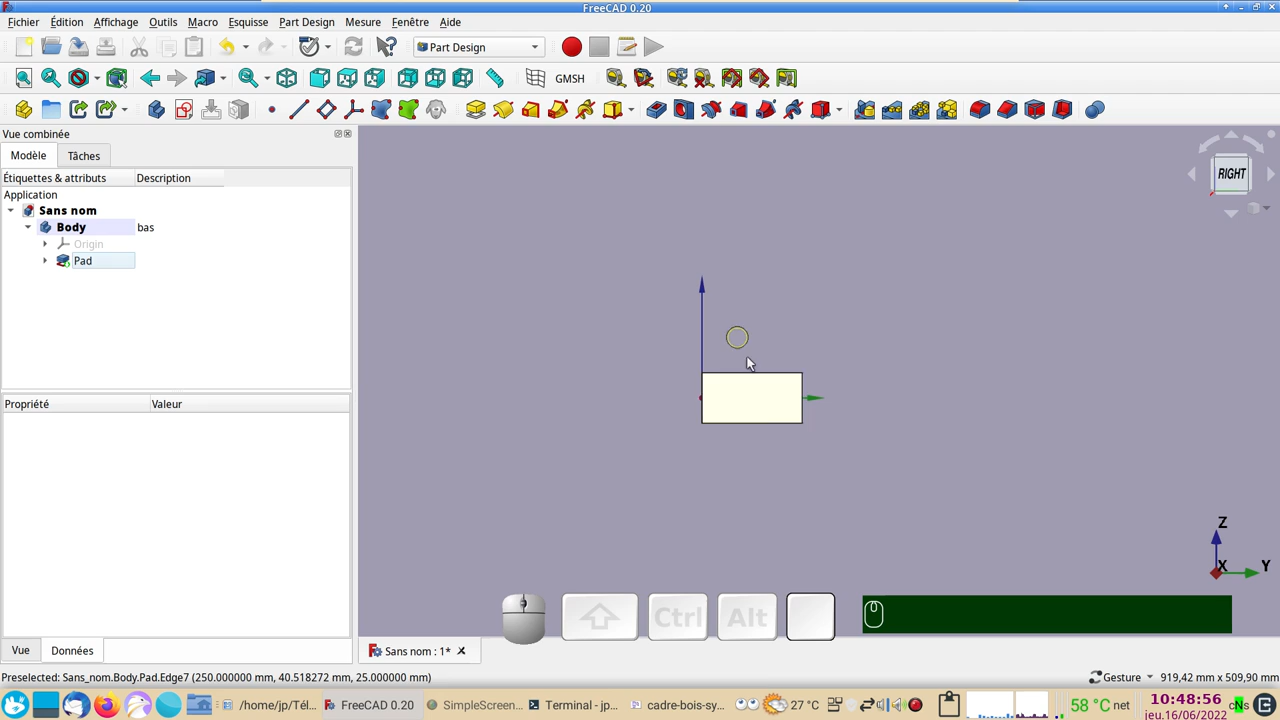 FreeCAD 0.20
Fichier Édition Affichage Outils Macro Esquisse Part Design Mesure Fenêtre Aide
Part Design
GMSH
Vue combinée
Modèle Tâches
Étiquettes & attributs Description
Application
Sans nom
Body bas
Origin
Pad
RIGHT
Propriété Valeur
Z
X Y
Ctrl Alt
Vue Données
Sans nom : 1*
Preselected: Sans_nom.Body.Pad.Edge7 (250.000000 mm, 40.518272 mm, 25.000000 mm)
Gesture 919,42 mm x 509,90 mm
/home/jp/Tél... FreeCAD 0.20 SimpleScreen... Terminal - jp... cadre-bois-sy... 27 °C 58 °C net 10:48:56
jeu.16/06/2022